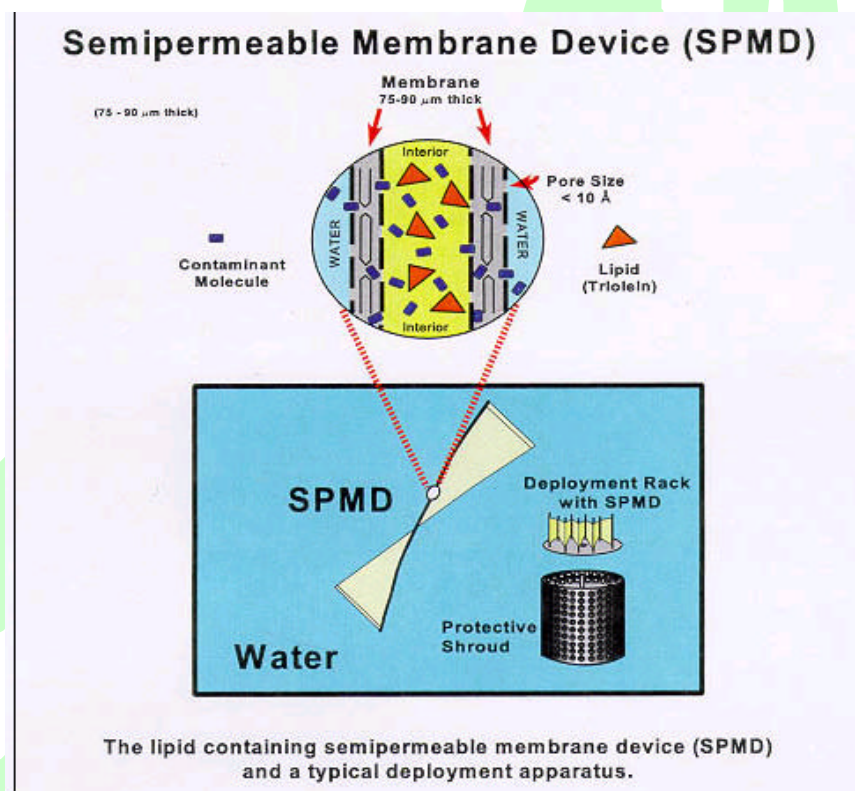 Semipermeable Membrane Device (SPMD)
Membrane
75-90 μm thick
(75 - 90 μm thick)
Interior
Pore Size
< 10 Å
WATER
WATER
Contaminant
Molecule
Lipid
(Triolein)
Interior
SPMD
Deployment Rack
with SPMD
Protective
Shroud
Water
The lipid containing semipermeable membrane device (SPMD)
and a typical deployment apparatus.